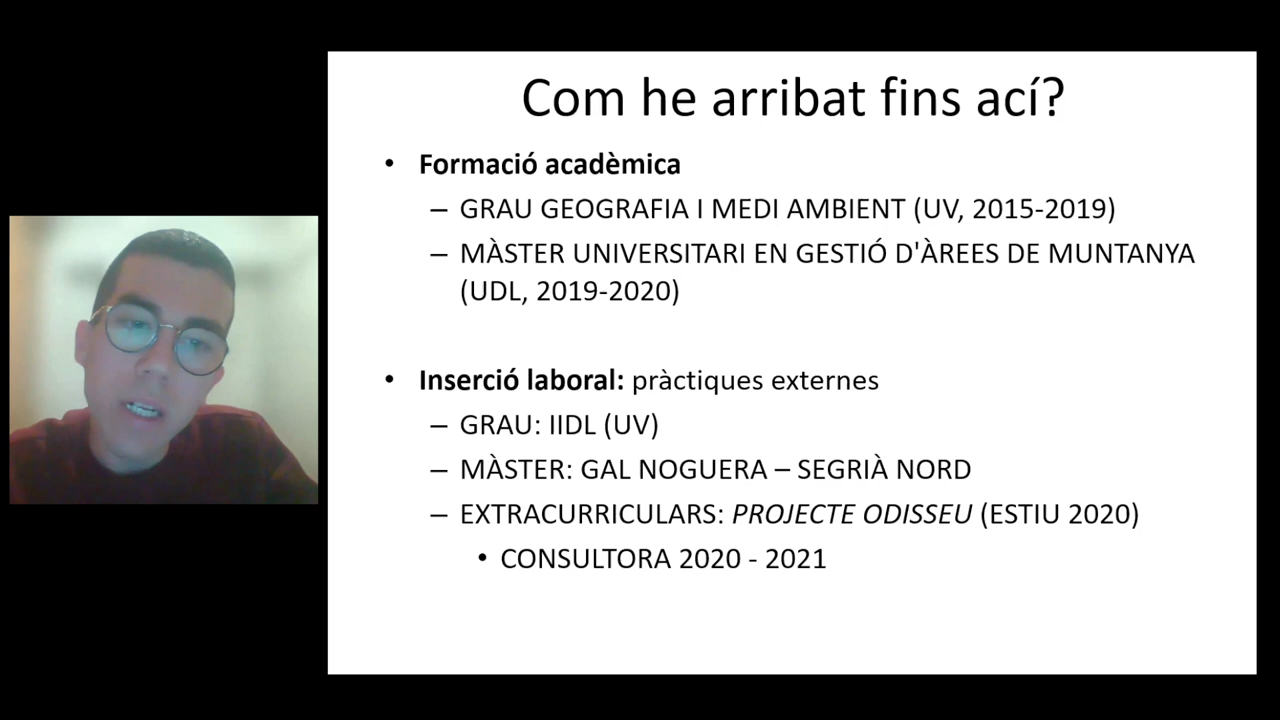 Com he arribat fins ací?
• Formació acadèmica
– GRAU GEOGRAFIA I MEDI AMBIENT (UV, 2015-2019)
– MÀSTER UNIVERSITARI EN GESTIÓ D'ÀREES DE MUNTANYA
(UDL, 2019-2020)
• Inserció laboral: pràctiques externes
– GRAU: IIDL (UV)
– MÀSTER: GAL NOGUERA – SEGRIÀ NORD
– EXTRACURRICULARS: PROJECTE ODISSEU (ESTIU 2020)
• CONSULTORA 2020 - 2021